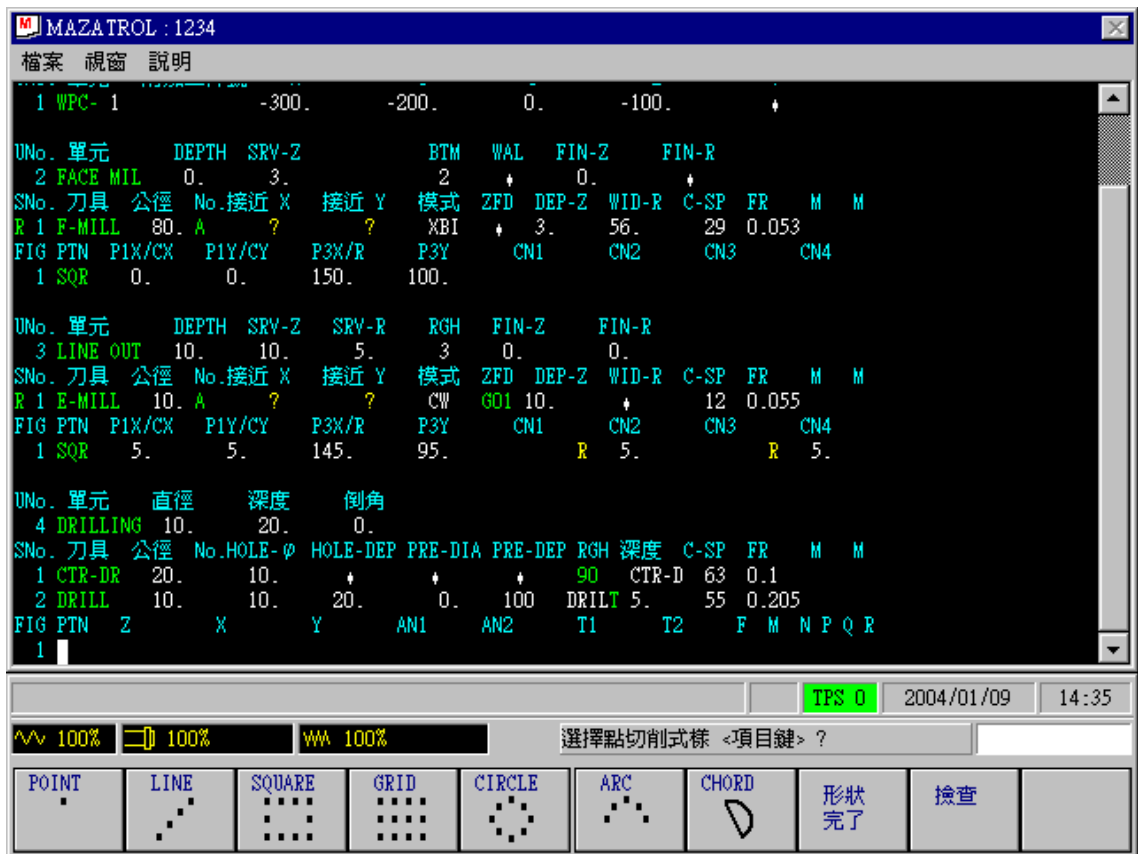 MAZATROL : 1234
檔案 視窗 說明
1 WPC- 1 -300. -200. 0. -100. ♦
UNo. 單元 DEPTH SRV-Z BTM WAL FIN-Z FIN-R
2 FACE MIL 0. 3. 2 ♦ 0. ♦
SNo. 刀具 公徑 No.接近 X 接近 Y 模式 ZFD DEP-Z WID-R C-SP FR M M
R 1 F-MILL 80. A ? ? XBI ♦ 3. 56. 29 0.053
FIG PTN P1X/CX P1Y/CY P3X/R P3Y CN1 CN2 CN3 CN4
1 SQR 0. 0. 150. 100.
UNo. 單元 DEPTH SRV-Z SRV-R RGH FIN-Z FIN-R
3 LINE OUT 10. 10. 5. 3 0. 0.
SNo. 刀具 公徑 No.接近 X 接近 Y 模式 ZFD DEP-Z WID-R C-SP FR M M
R 1 E-MILL 10. A ? ? CW G01 10. ♦ 12 0.055
FIG PTN P1X/CX P1Y/CY P3X/R P3Y CN1 CN2 CN3 CN4
1 SQR 5. 5. 145. 95. R 5. R 5.
UNo. 單元 直徑 深度 倒角
4 DRILLING 10. 20. 0.
SNo. 刀具 公徑 No.HOLE-φ HOLE-DEP PRE-DIA PRE-DEP RGH 深度 C-SP FR M M
1 CTR-DR 20. 10. ♦ ♦ ♦ 90 CTR-D 63 0.1
2 DRILL 10. 10. 20. 0. 100 DRILT 5. 55 0.205
FIG PTN Z X Y AN1 AN2 T1 T2 F M N P Q R
1
TPS 0 2004/01/09 14:35
100% 100% 100% 選擇點切削式樣 <項目鍵> ?
POINT LINE SQUARE GRID CIRCLE ARC CHORD 形狀完了 檢查